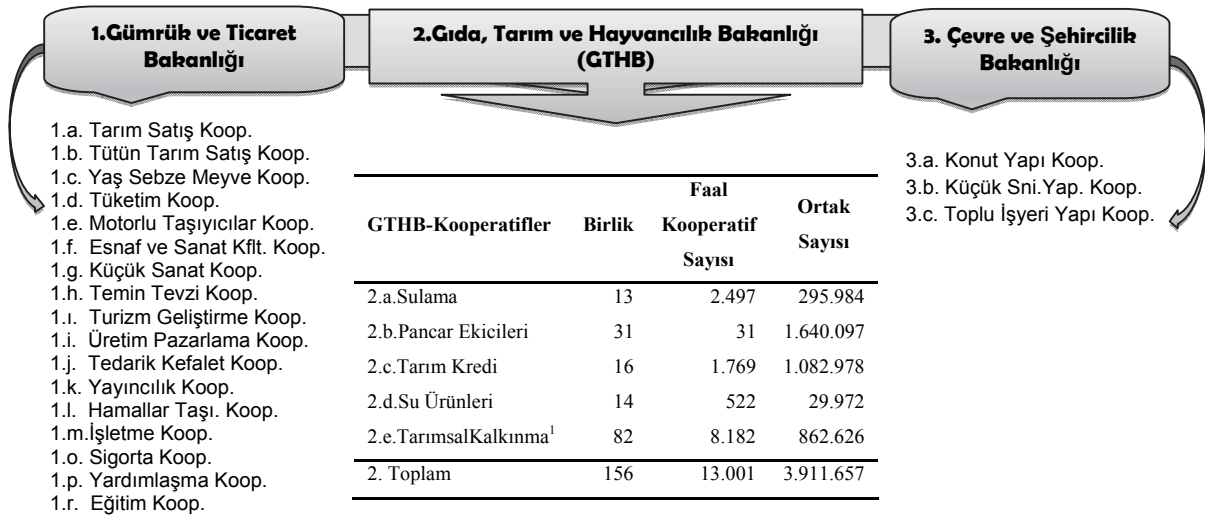 1.Gümrük ve Ticaret
Bakanlığı
2.Gıda, Tarım ve Hayvancılık Bakanlığı
(GTHB)
3. Çevre ve Şehircilik
Bakanlığı
1.a. Tarım Satış Koop.
1.b. Tütün Tarım Satış Koop.
1.c. Yaş Sebze Meyve Koop.
1.d. Tüketim Koop.
1.e. Motorlu Taşıyıcılar Koop.
1.f. Esnaf ve Sanat Kflt. Koop.
1.g. Küçük Sanat Koop.
1.h. Temin Tevzi Koop.
1.ı. Turizm Geliştirme Koop.
1.i. Üretim Pazarlama Koop.
1.j. Tedarik Kefalet Koop.
1.k. Yayıncılık Koop.
1.l. Hamallar Taşı. Koop.
1.m.İşletme Koop.
1.o. Sigorta Koop.
1.p. Yardımlaşma Koop.
1.r. Eğitim Koop.
GTHB-Kooperatifler Birlik Faal Kooperatif Sayısı Ortak Sayısı
2.a.Sulama 13 2.497 295.984
2.b.Pancar Ekicileri 31 31 1.640.097
2.c.Tarım Kredi 16 1.769 1.082.978
2.d.Su Ürünleri 14 522 29.972
2.e.TarımsalKalkınma1 82 8.182 862.626
2. Toplam 156 13.001 3.911.657
3.a. Konut Yapı Koop.
3.b. Küçük Sni.Yap. Koop.
3.c. Toplu İşyeri Yapı Koop.